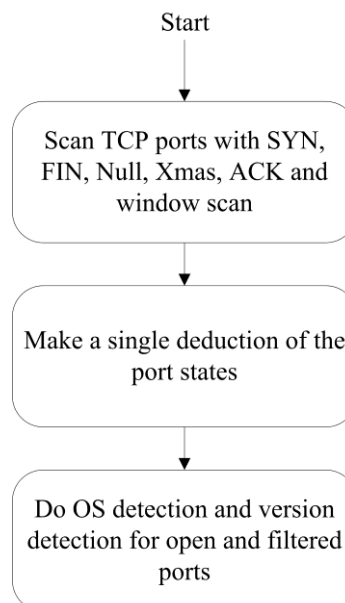 Start
Scan TCP ports with SYN,
FIN, Null, Xmas, ACK and
window scan
Make a single deduction of the
port states
Do OS detection and version
detection for open and filtered
ports